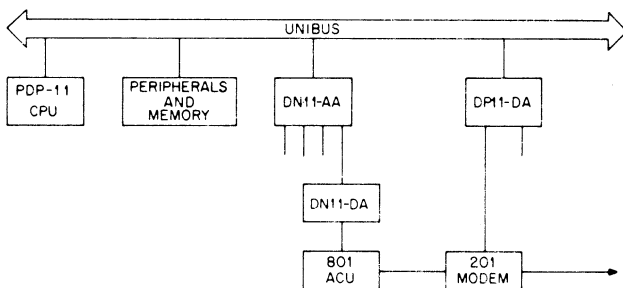 UNIBUS
PDP-11
CPU
PERIPHERALS
AND
MEMORY
DN11-AA
DP11-DA
DN11-DA
801
ACU
201
MODEM